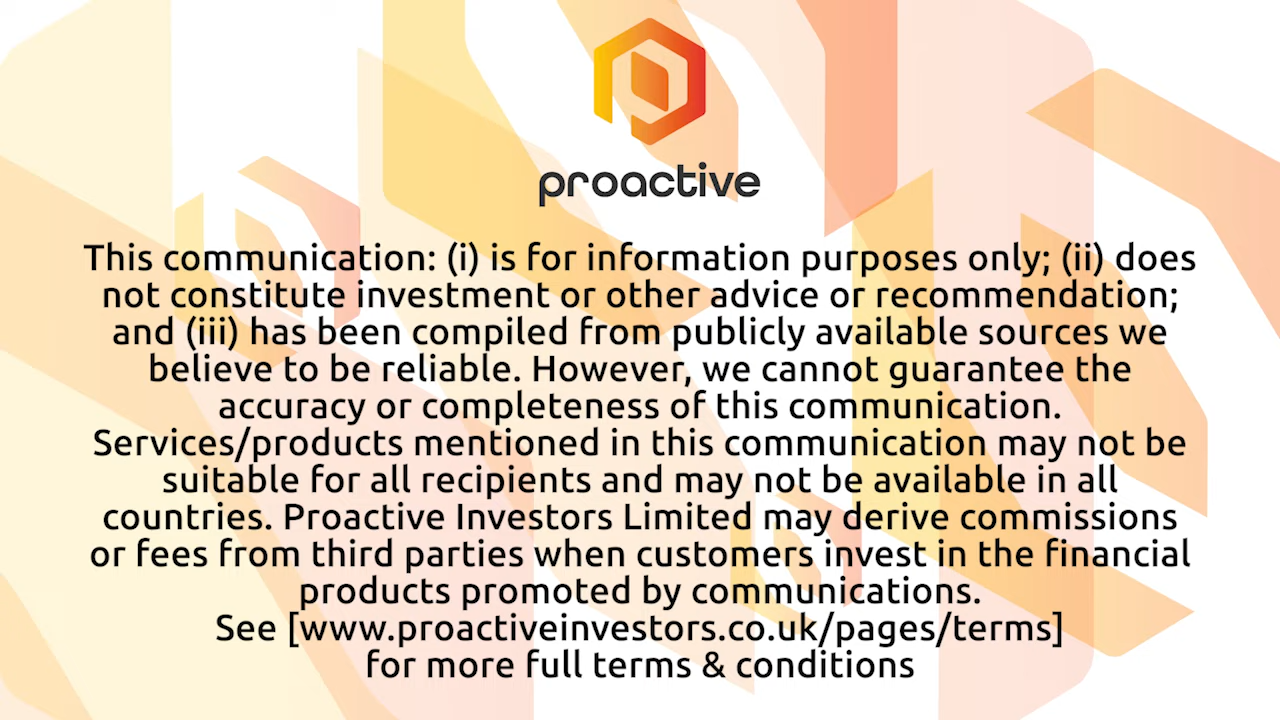 proactive
This communication: (i) is for information purposes only; (ii) does
not constitute investment or other advice or recommendation;
and (iii) has been compiled from publicly available sources we
believe to be reliable. However, we cannot guarantee the
accuracy or completeness of this communication.
Services/products mentioned in this communication may not be
suitable for all recipients and may not be available in all
countries. Proactive Investors Limited may derive commissions
or fees from third parties when customers invest in the financial
products promoted by communications.
See [www.proactiveinvestors.co.uk/pages/terms]
for more full terms & conditions